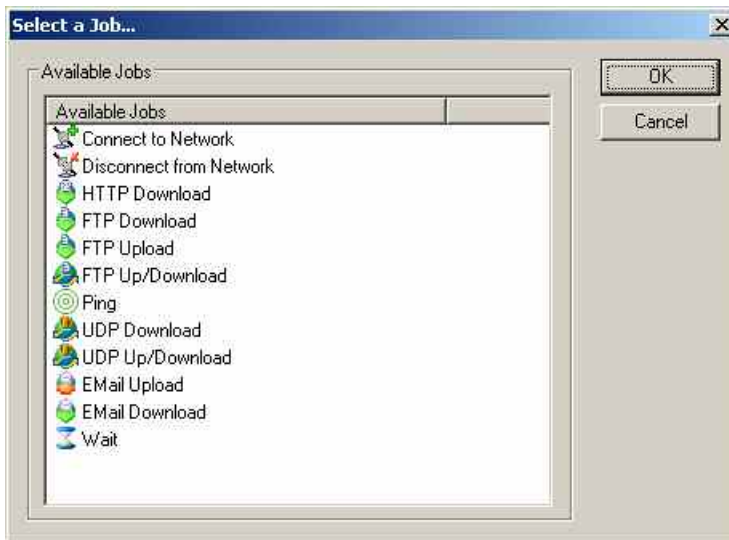 Select a Job...
Available Jobs
OK
Cancel
Available Jobs
Connect to Network
Disconnect from Network
HTTP Download
FTP Download
FTP Upload
FTP Up/Download
Ping
UDP Download
UDP Up/Download
EMail Upload
EMail Download
Wait